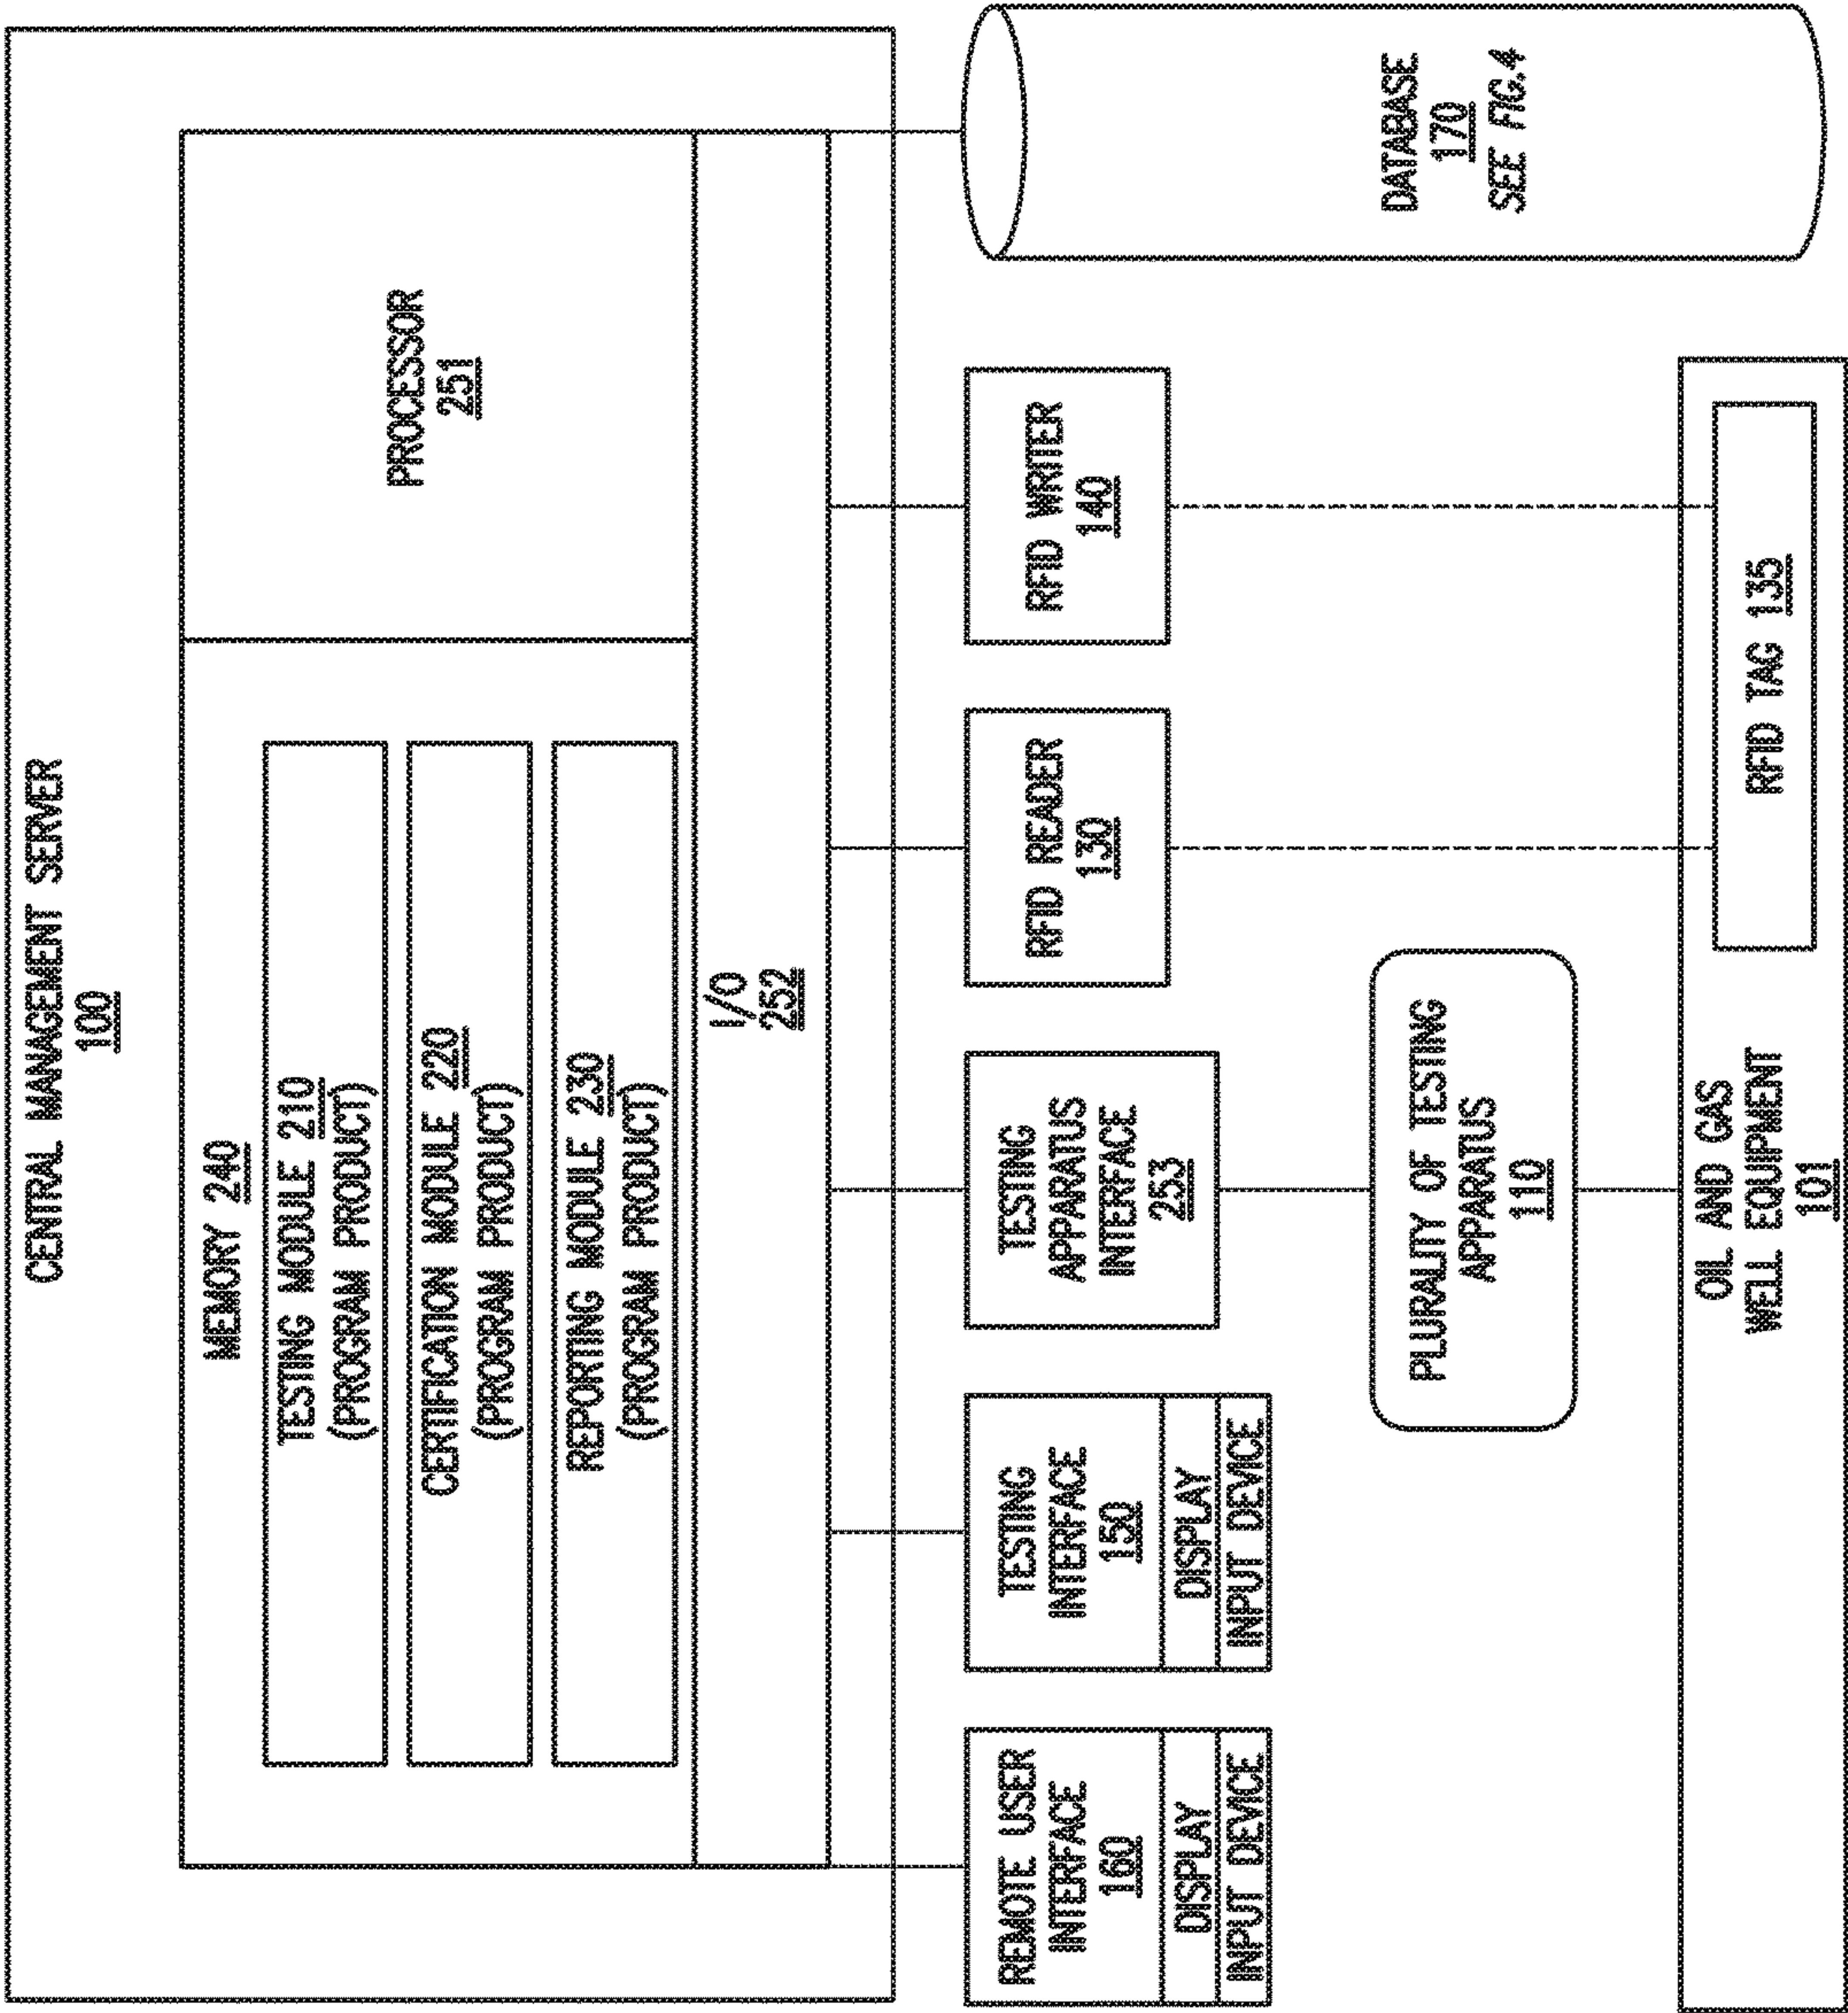 CENTRAL MANAGEMENT SERVER
100
MEMORY 240
TESTING MODULE 210
(PROGRAM PRODUCT)
CERTIFICATION MODULE 220
(PROGRAM PRODUCT)
REPORTING MODULE 230
(PROGRAM PRODUCT)
PROCESSOR
251
I/O
252
REMOTE USER
INTERFACE
160
DISPLAY
INPUT DEVICE
TESTING
INTERFACE
150
DISPLAY
INPUT DEVICE
TESTING
APPARATUS
INTERFACE
253
RFID READER
130
RFID WRITER
140
DATABASE
170
SEE FIG.4
PLURALITY OF TESTING
APPARATUS
110
OIL AND GAS
WELL EQUIPMENT
101
RFID TAG 135